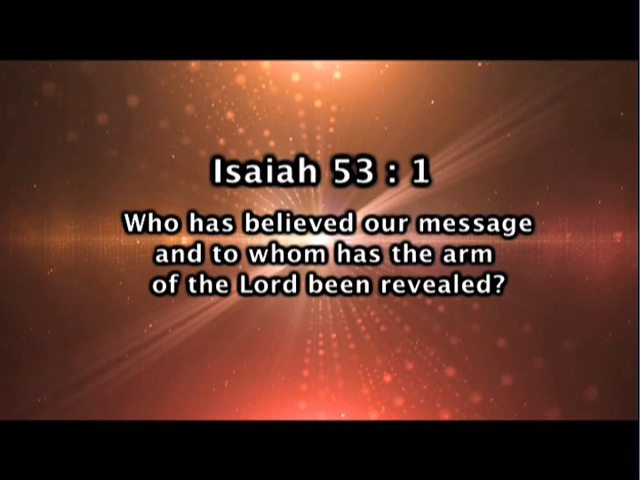 Isaiah 53 : 1
Who has believed our message
and to whom has the arm
of the Lord been revealed?